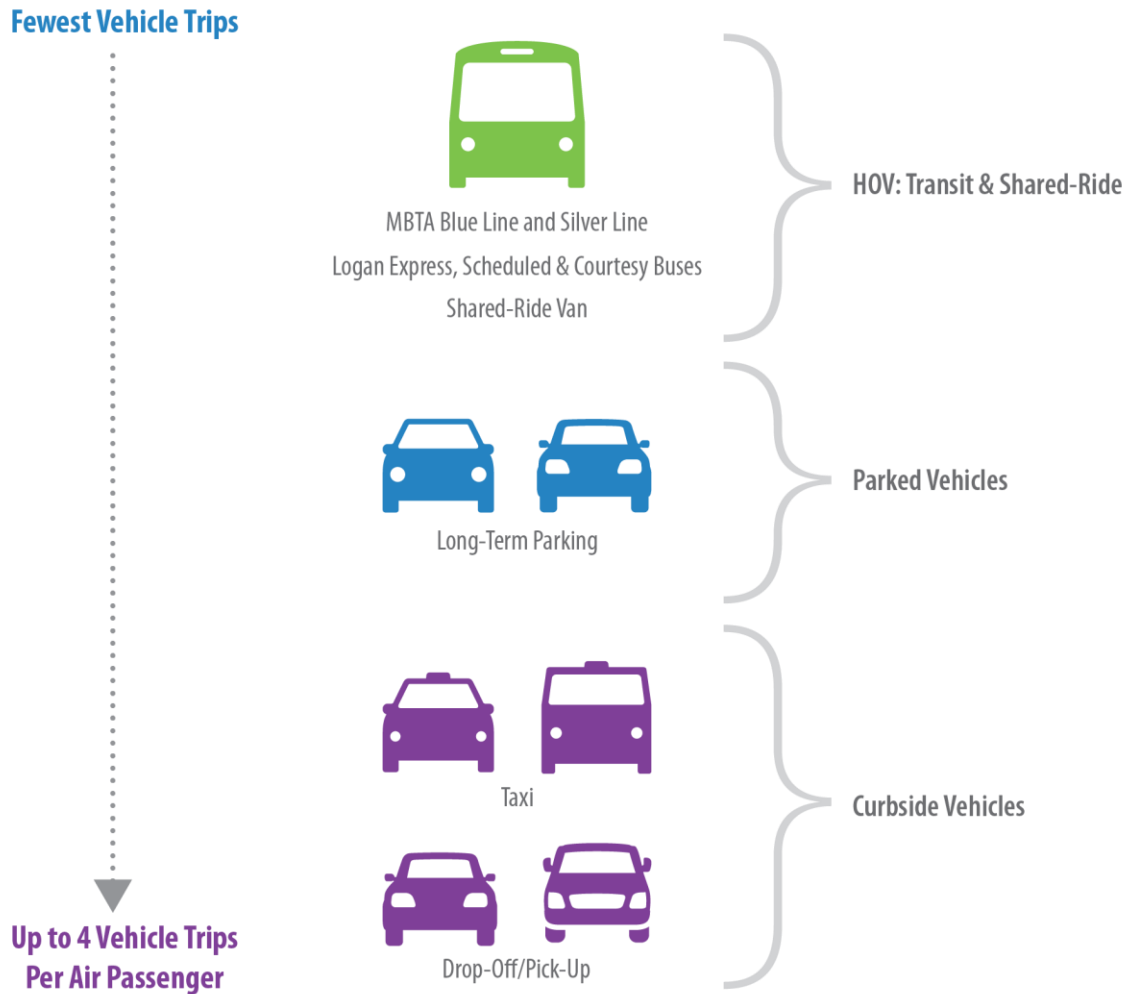 Fewest Vehicle Trips
MBTA Blue Line and Silver Line
Logan Express, Scheduled & Courtesy Buses
Shared-Ride Van
HOV: Transit & Shared-Ride
Long-Term Parking
Parked Vehicles
Taxi
Drop-Off/Pick-Up
Curbside Vehicles
Up to 4 Vehicle Trips
Per Air Passenger